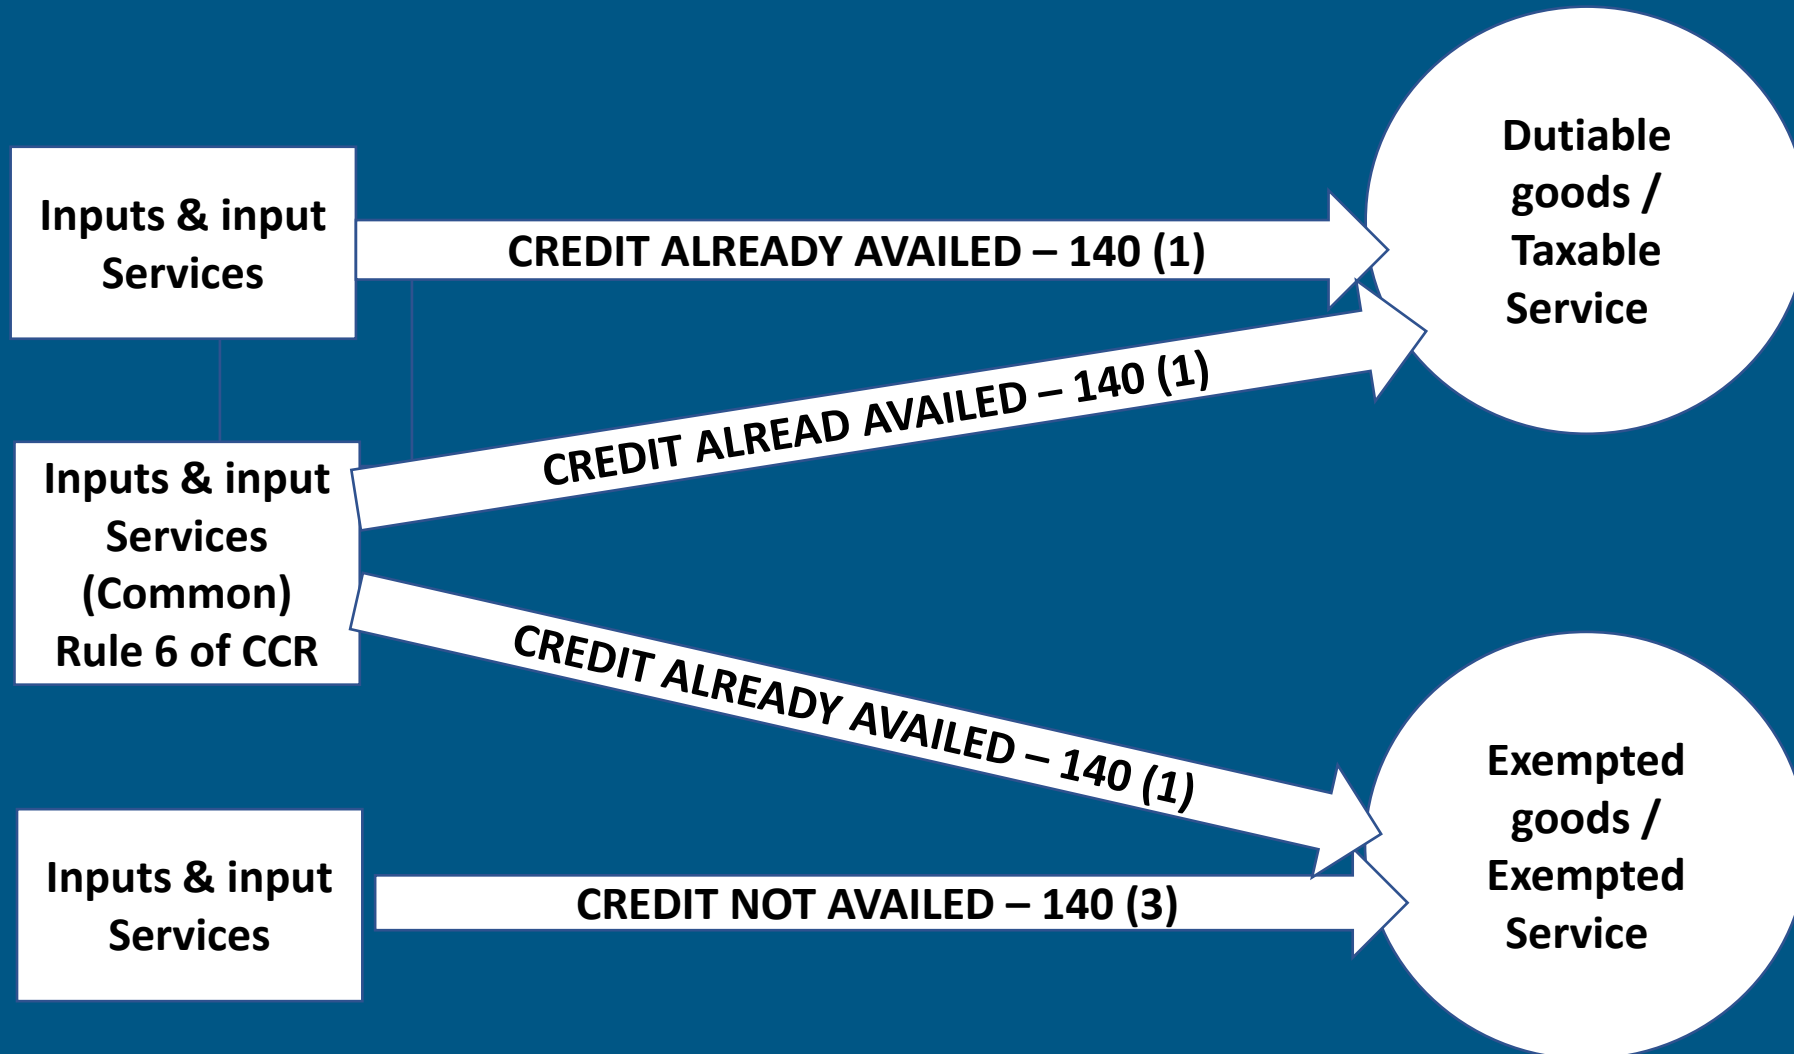 Inputs & input
Services
CREDIT ALREADY AVAILED – 140 (1)
Dutiable
goods /
Taxable
Service
Inputs & input
Services
(Common)
Rule 6 of CCR
CREDIT ALREAD AVAILED – 140 (1)
CREDIT ALREADY AVAILED – 140 (1)
Inputs & input
Services
CREDIT NOT AVAILED – 140 (3)
Exempted
goods /
Exempted
Service